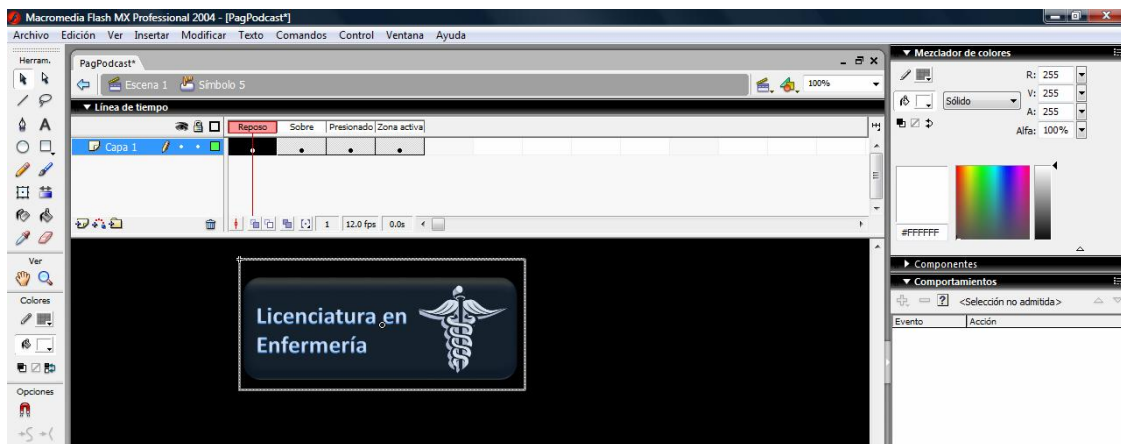 Macromedia Flash MX Professional 2004 - [PagPodcast*]
Archivo Edición Ver Insertar Modificar Texto Comandos Control Ventana Ayuda
Herram.
PagPodcast*
Escena 1 Símbolo 5 100%
Línea de tiempo
Reposo Sobre Presionado Zona activa
Capa 1
1 12.0 fps 0.0s
Ver
Colores
Opciones
Licenciatura en
Enfermería
Mezclador de colores
R: 255
Sólido V: 255
A: 255
Alfa: 100%
#FFFFFF
Componentes
Comportamientos
<Selección no admitida>
Evento Acción